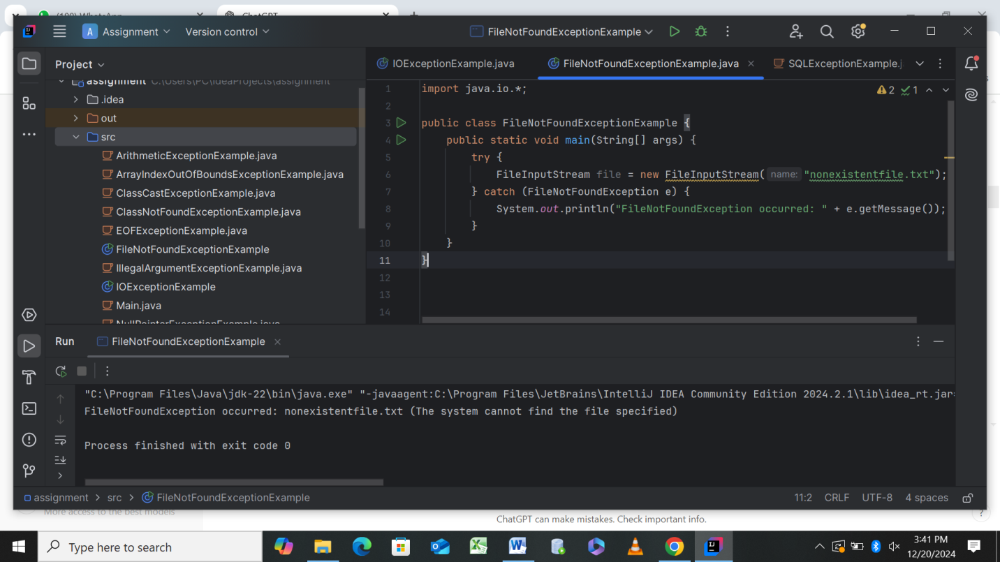 (199) WhatsApp
ChatGPT
A Assignment Version control
FileNotFoundExceptionExample
Project
assignment C:\Users\PC\IdeaProjects\assignment
.idea
out
src
ArithmeticExceptionExample.java
ArrayIndexOutOfBoundsExceptionExample.java
ClassCastExceptionExample.java
ClassNotFoundExceptionExample.java
EOFExceptionExample.java
FileNotFoundExceptionExample
IllegalArgumentExceptionExample.java
IOExceptionExample
Main.java
NullPointerExceptionExample.java
IOExceptionExample.java FileNotFoundExceptionExample.java SQLExceptionExample.j
2 1
1 import java.io.*;
2
3 public class FileNotFoundExceptionExample {
4 public static void main(String[] args) {
5 try {
6 FileInputStream file = new FileInputStream( name: "nonexistentfile.txt");
7 } catch (FileNotFoundException e) {
8 System.out.println("FileNotFoundException occurred: " + e.getMessage());
9 }
10 }
11 }
12
13
14
Run FileNotFoundExceptionExample
"C:\Program Files\Java\jdk-22\bin\java.exe" "-javaagent:C:\Program Files\JetBrains\IntelliJ IDEA Community Edition 2024.2.1\lib\idea_rt.jar=
FileNotFoundException occurred: nonexistentfile.txt (The system cannot find the file specified)
Process finished with exit code 0
assignment > src > FileNotFoundExceptionExample
11:2 CRLF UTF-8 4 spaces
More access to the best models
ChatGPT can make mistakes. Check important info.
?
Type here to search
3:41 PM
12/20/2024